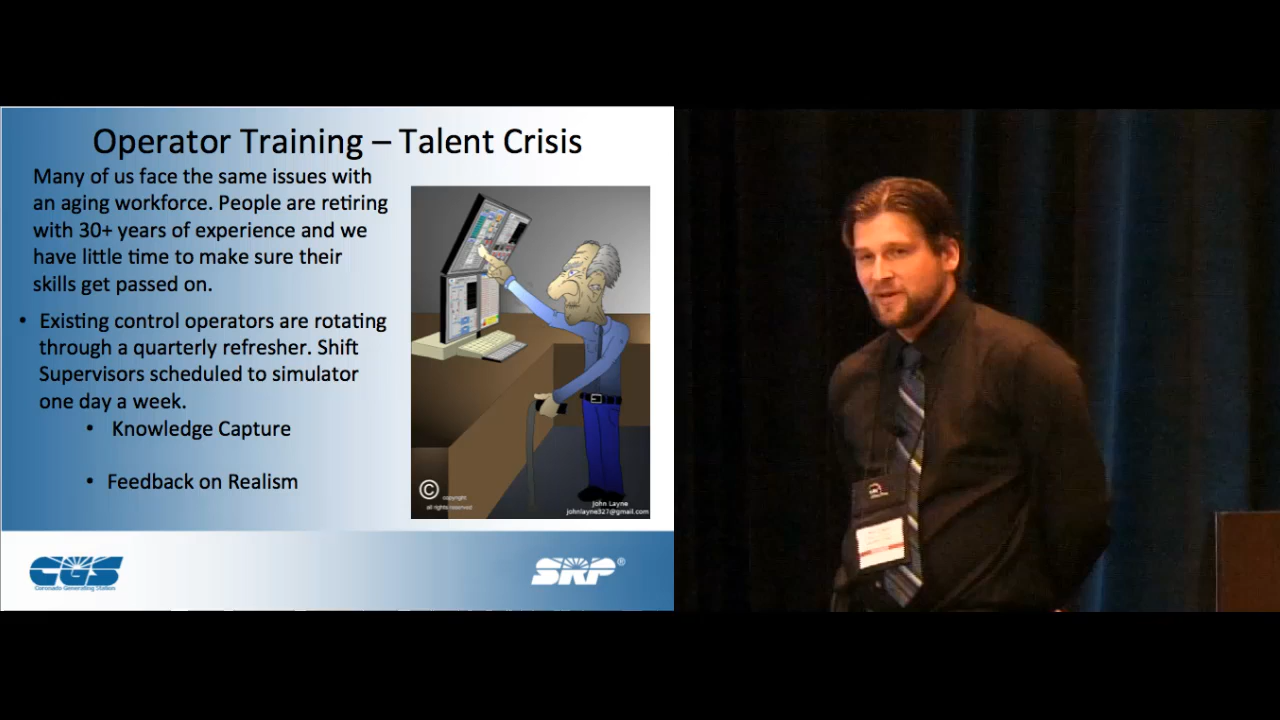 Operator Training – Talent Crisis
Many of us face the same issues with
an aging workforce. People are retiring
with 30+ years of experience and we
have little time to make sure their
skills get passed on.
• Existing control operators are rotating
through a quarterly refresher. Shift
Supervisors scheduled to simulator
one day a week.
• Knowledge Capture
• Feedback on Realism
© copyright
all rights reserved
John Layne
johnlayne327@gmail.com
CGS
Coronado Generating Station
SRP®